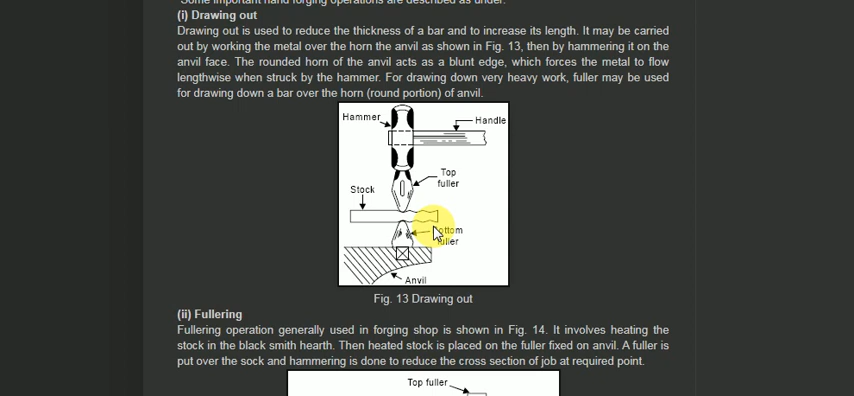 Some important hand forging operations are described as under.
(i) Drawing out
Drawing out is used to reduce the thickness of a bar and to increase its length. It may be carried
out by working the metal over the horn the anvil as shown in Fig. 13, then by hammering it on the
anvil face. The rounded horn of the anvil acts as a blunt edge, which forces the metal to flow
lengthwise when struck by the hammer. For drawing down very heavy work, fuller may be used
for drawing down a bar over the horn (round portion) of anvil.
Hammer
Handle
Top
fuller
Stock
Bottom
fuller
Anvil
Fig. 13 Drawing out
(ii) Fullering
Fullering operation generally used in forging shop is shown in Fig. 14. It involves heating the
stock in the black smith hearth. Then heated stock is placed on the fuller fixed on anvil. A fuller is
put over the sock and hammering is done to reduce the cross section of job at required point.
Top fuller